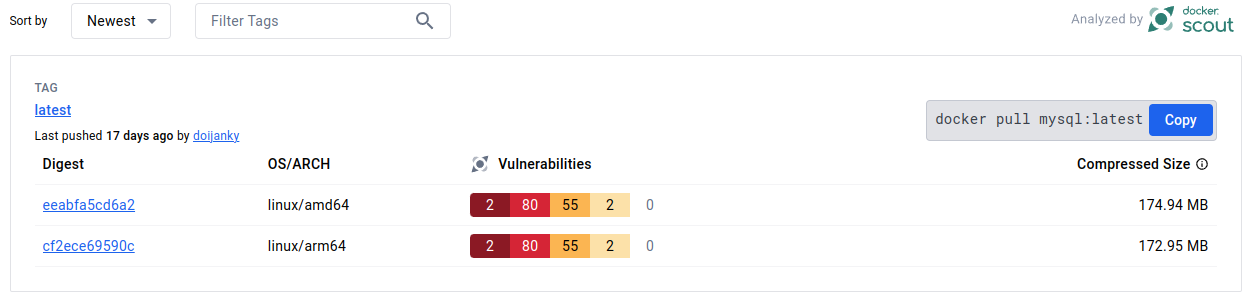 Sort by Newest Filter Tags Analyzed by docker scout
TAG
latest
docker pull mysql:latest Copy
Last pushed 17 days ago by doijanky
Digest OS/ARCH Vulnerabilities Compressed Size
eeabfa5cd6a2 linux/amd64 2 80 55 2 0 174.94 MB
cf2ece69590c linux/arm64 2 80 55 2 0 172.95 MB